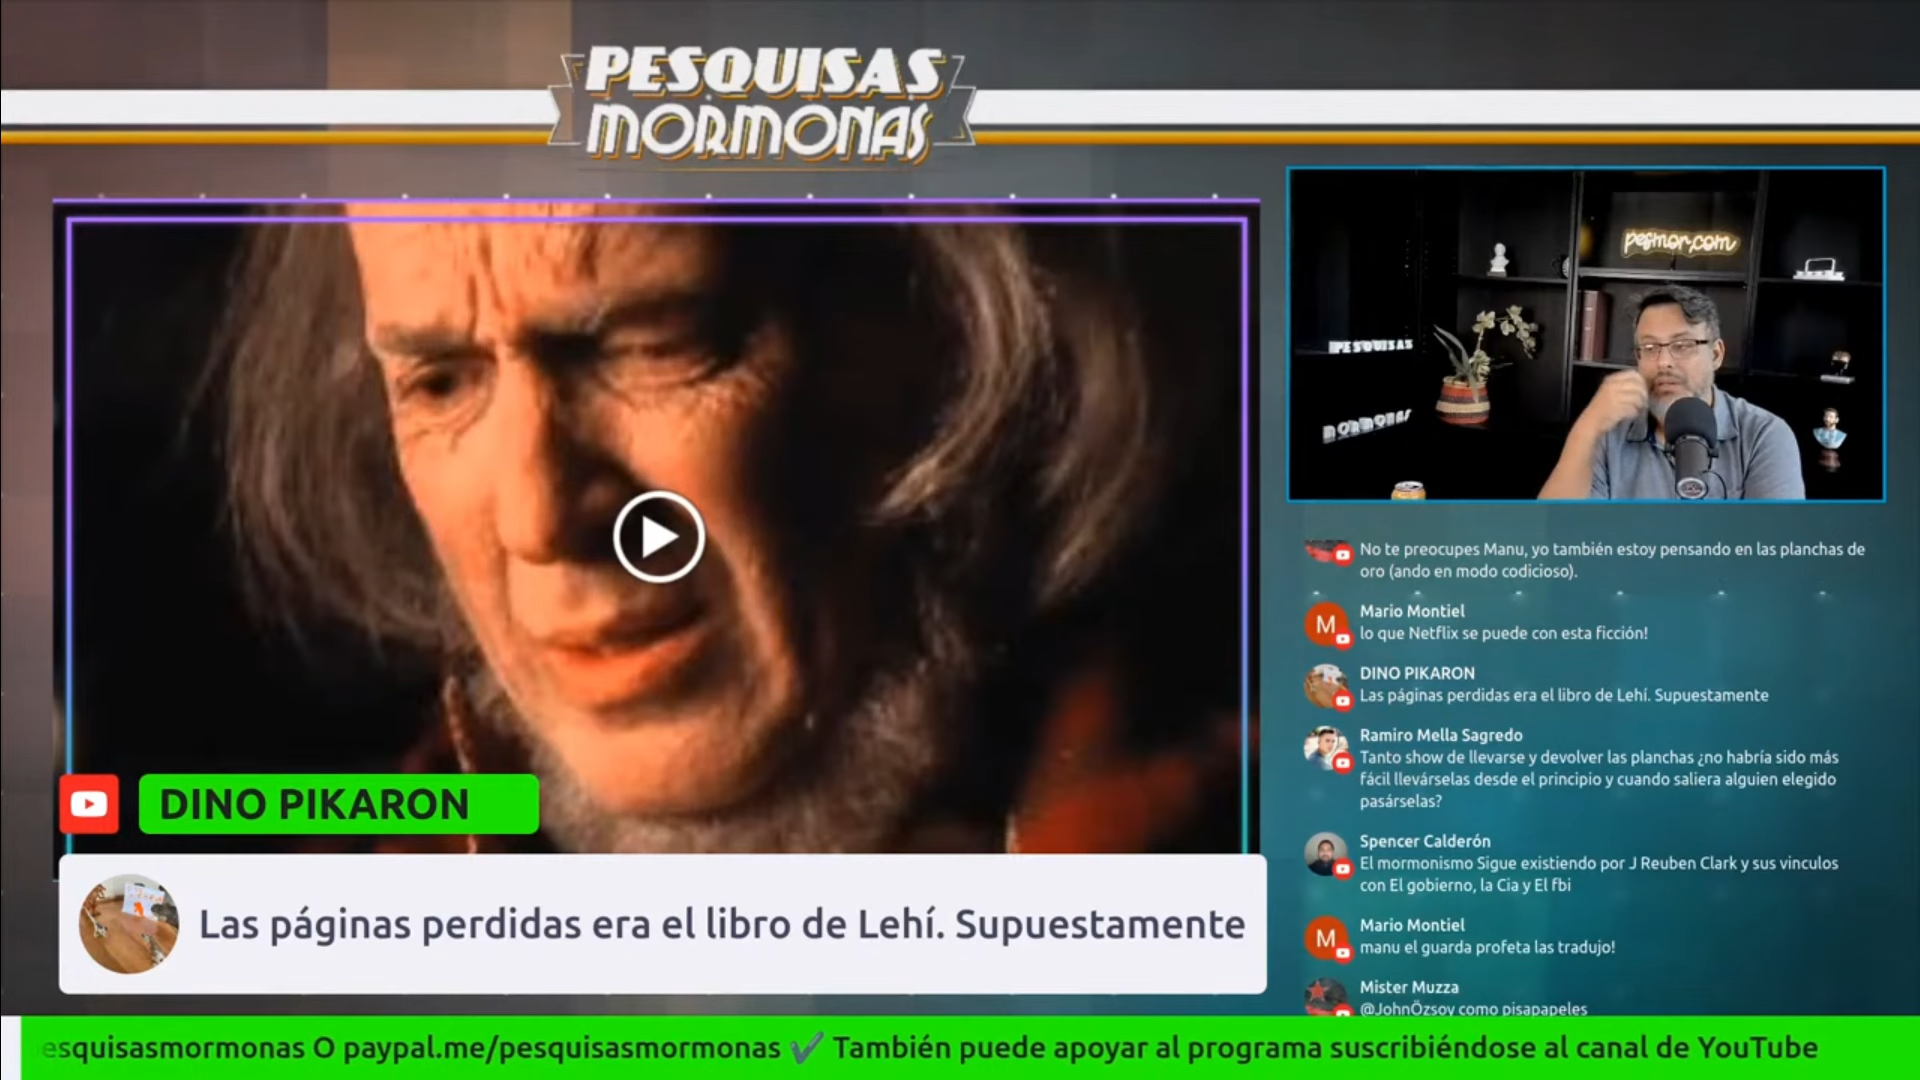 PESQUISAS
MORMONAS
pesmor.com
PESQUISAS
MORMONAS
No te preocupes Manu, yo también estoy pensando en las planchas de
oro (ando en modo codicioso).
M
Mario Montiel
lo que Netflix se puede con esta ficción!
DINO PIKARON
Las páginas perdidas era el libro de Lehí. Supuestamente
Ramiro Mella Sagredo
Tanto show de llevarse y devolver las planchas ¿no habría sido más
fácil llevárselas desde el principio y cuando saliera alguien elegido
pasárselas?
Spencer Calderón
El mormonismo Sigue existiendo por J Reuben Clark y sus vinculos
con El gobierno, la Cia y El fbi
M
Mario Montiel
manu el guarda profeta las tradujo!
Mister Muzza
@JohnÖzsoy como pisapapeles
DINO PIKARON
Las páginas perdidas era el libro de Lehí. Supuestamente
esquisasmormonas O paypal.me/pesquisasmormonas ✔ También puede apoyar al programa suscribiéndose al canal de YouTube